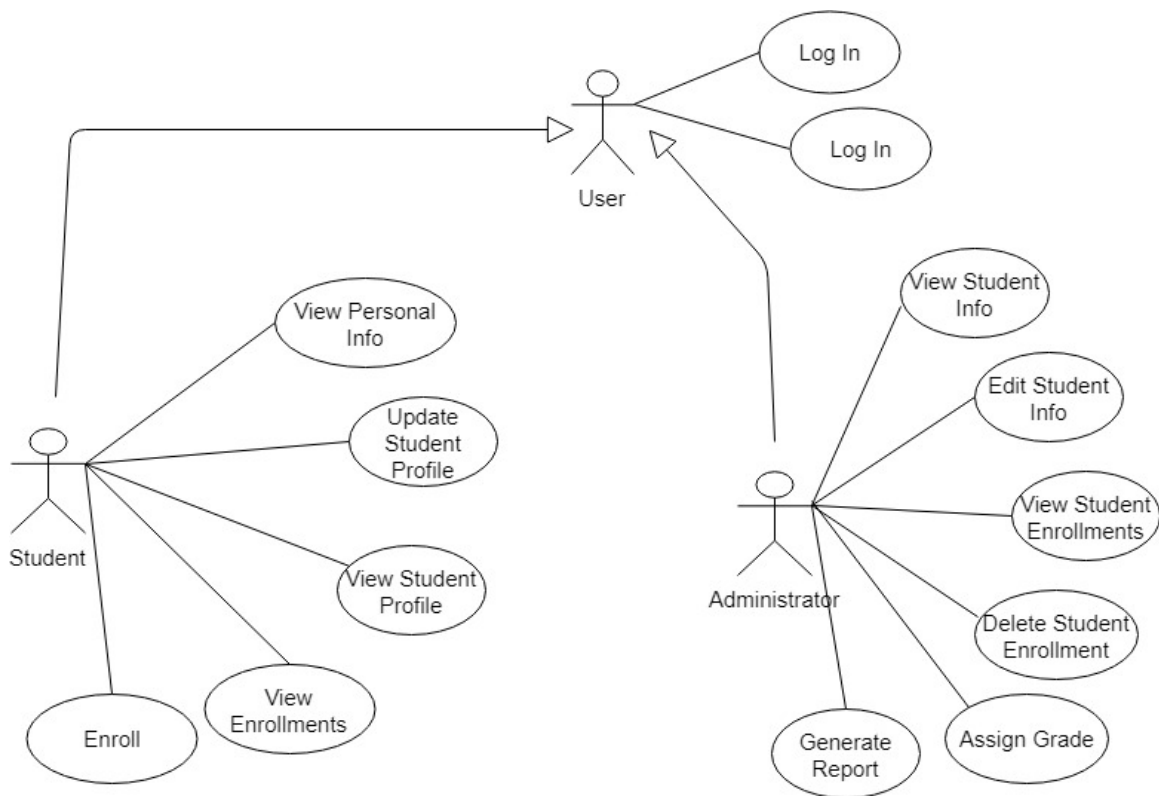 Log In
Log In
User
View Student
Info
View Personal
Info
Edit Student
Info
Update
Student
Profile
View Student
Enrollments
Student
View Student
Profile
Administrator
Delete Student
Enrollment
View
Enrollments
Enroll
Generate
Report
Assign Grade